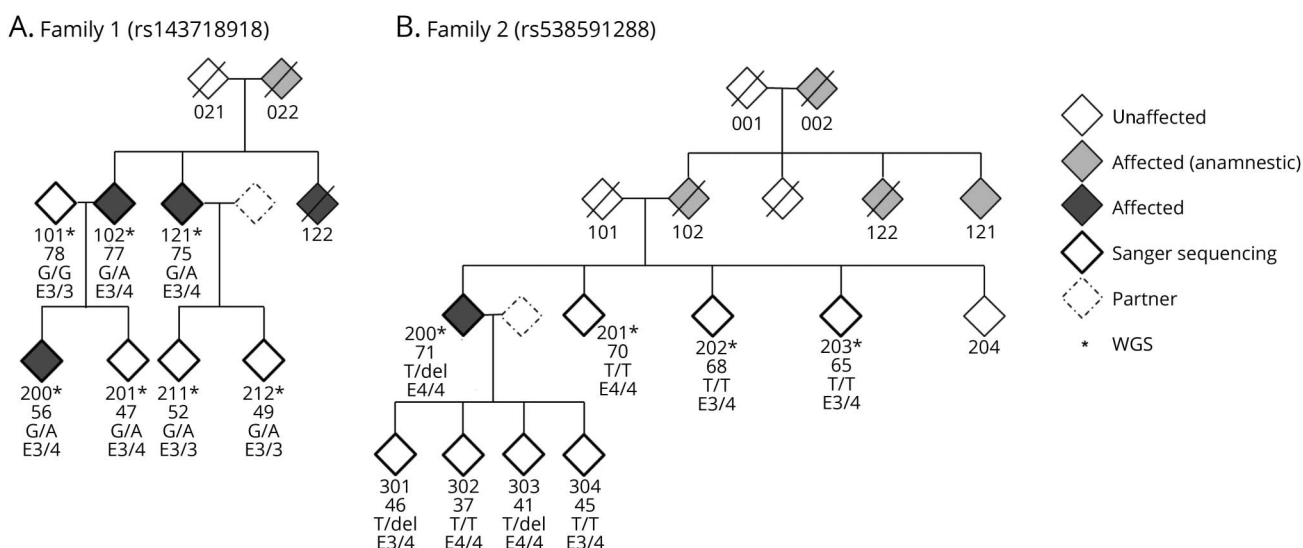 A. Family 1 (rs143718918)
021 022
101* 102* 121* 122
78 77 75
G/G G/A G/A
E3/3 E3/4 E3/4
200* 201* 211* 212*
56 47 52 49
G/A G/A G/A G/A
E3/4 E3/4 E3/3 E3/3
B. Family 2 (rs538591288)
001 002
101 102 122 121
200* 201* 202* 203* 204
71 70 68 65
T/del T/T T/T T/T
E4/4 E4/4 E3/4 E3/4
301 302 303 304
46 37 41 45
T/del T/T T/del T/T
E3/4 E4/4 E4/4 E3/4
Unaffected
Affected (anamnestic)
Affected
Sanger sequencing
Partner
* WGS